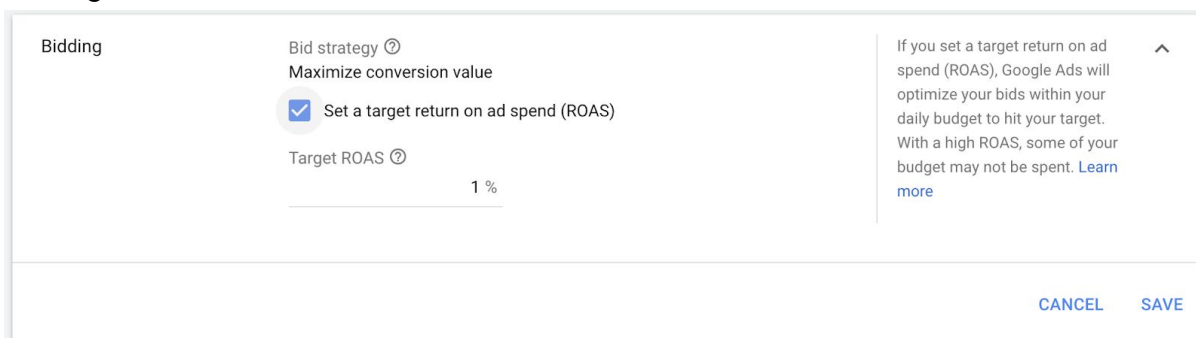 Bidding
Bid strategy
Maximize conversion value
Set a target return on ad spend (ROAS)
Target ROAS
1 %
If you set a target return on ad
spend (ROAS), Google Ads will
optimize your bids within your
daily budget to hit your target.
With a high ROAS, some of your
budget may not be spent. Learn
more
CANCEL SAVE